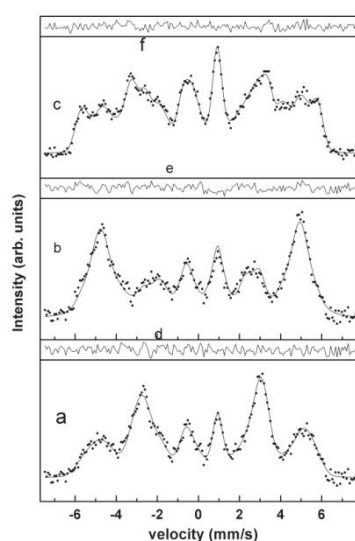 f
c
e
b
d
a
Intensity (arb. units)
-6 -4 -2 0 2 4 6
velocity (mm/s)